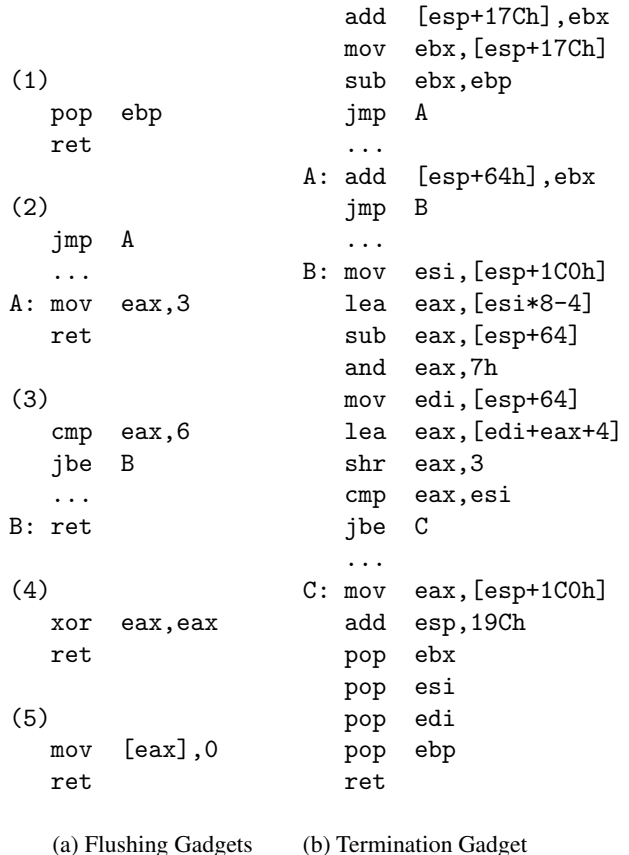 (1)
pop ebp
ret
(2)
jmp A
...
A: mov eax,3
ret
(3)
cmp eax,6
jbe B
...
B: ret
(4)
xor eax,eax
ret
(5)
mov [eax],0
ret
(a) Flushing Gadgets
add [esp+17Ch],ebx
mov ebx,[esp+17Ch]
sub ebx,ebp
jmp A
...
A: add [esp+64h],ebx
jmp B
...
B: mov esi,[esp+1C0h]
lea eax,[esi*8-4]
sub eax,[esp+64]
and eax,7h
mov edi,[esp+64]
lea eax,[edi+eax+4]
shr eax,3
cmp eax,esi
jbe C
...
C: mov eax,[esp+1C0h]
add esp,19Ch
pop ebx
pop esi
pop edi
pop ebp
ret
(b) Termination Gadget